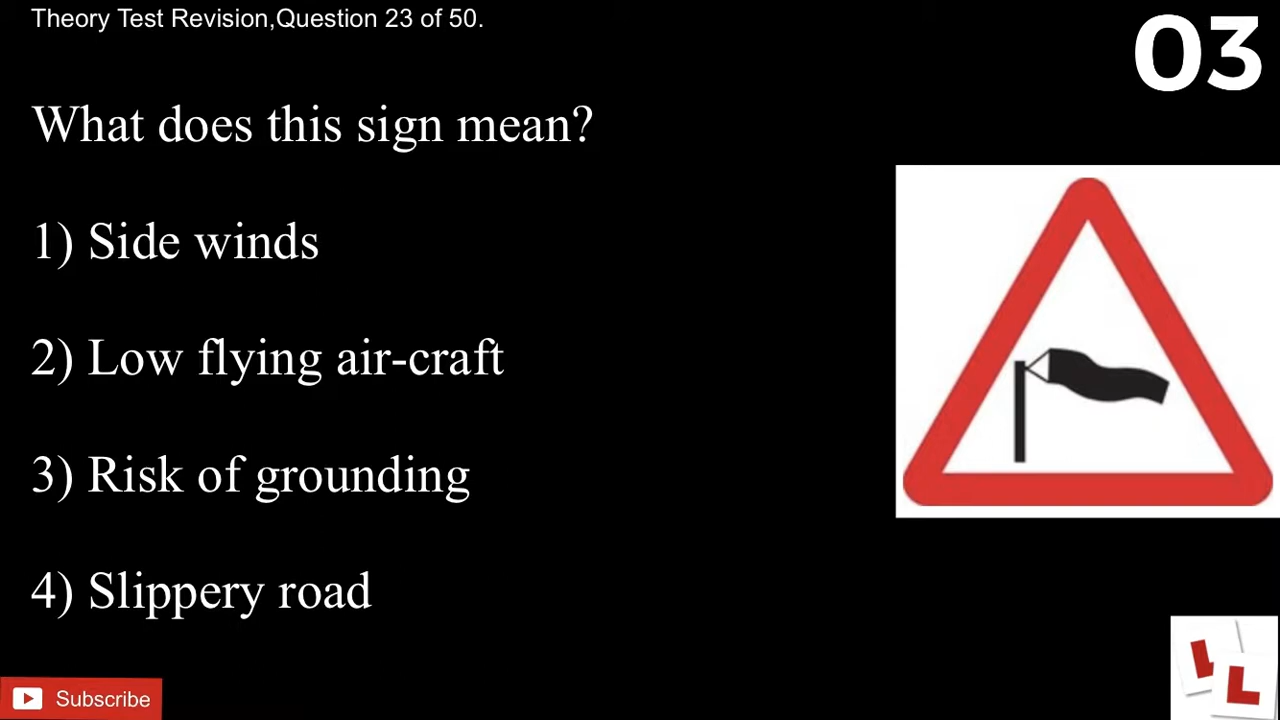 Theory Test Revision,Question 23 of 50.
03
What does this sign mean?
1) Side winds
2) Low flying air-craft
3) Risk of grounding
4) Slippery road
Subscribe
L
L